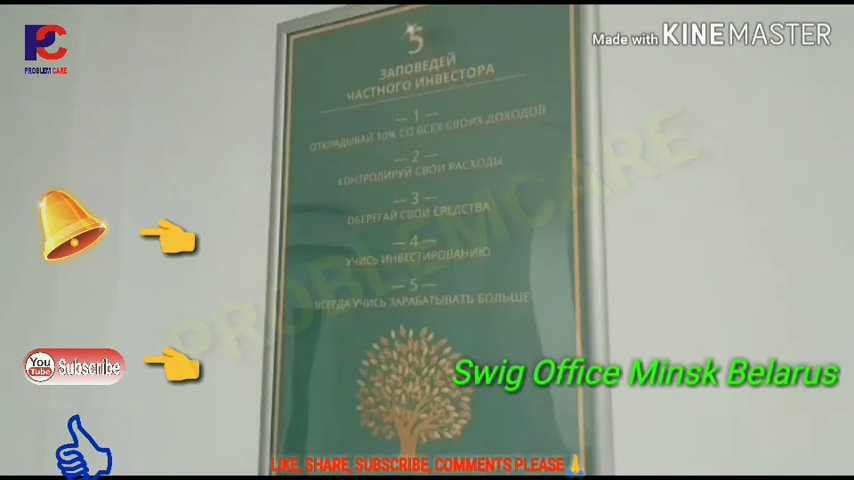 PC
PROBLEM CARE
Made with KINEMASTER
5
ЗАПОВЕДЕЙ
ЧАСТНОГО ИНВЕСТОРА
— 1 —
ОТКЛАДЫВАЙ 10% СО ВСЕХ СВОИХ ДОХОДОВ
— 2 —
КОНТРОЛИРУЙ СВОИ РАСХОДЫ
— 3 —
ОБЕРЕГАЙ СВОИ СРЕДСТВА
— 4 —
УЧИСЬ ИНВЕСТИРОВАНИЮ
— 5 —
ВСЕГДА УЧИСЬ ЗАРАБАТЫВАТЬ БОЛЬШЕ
PROBLEMCARE
You Tube Subscribe
Swig Office Minsk Belarus
LIKE, SHARE, SUBSCRIBE, COMMENTS PLEASE